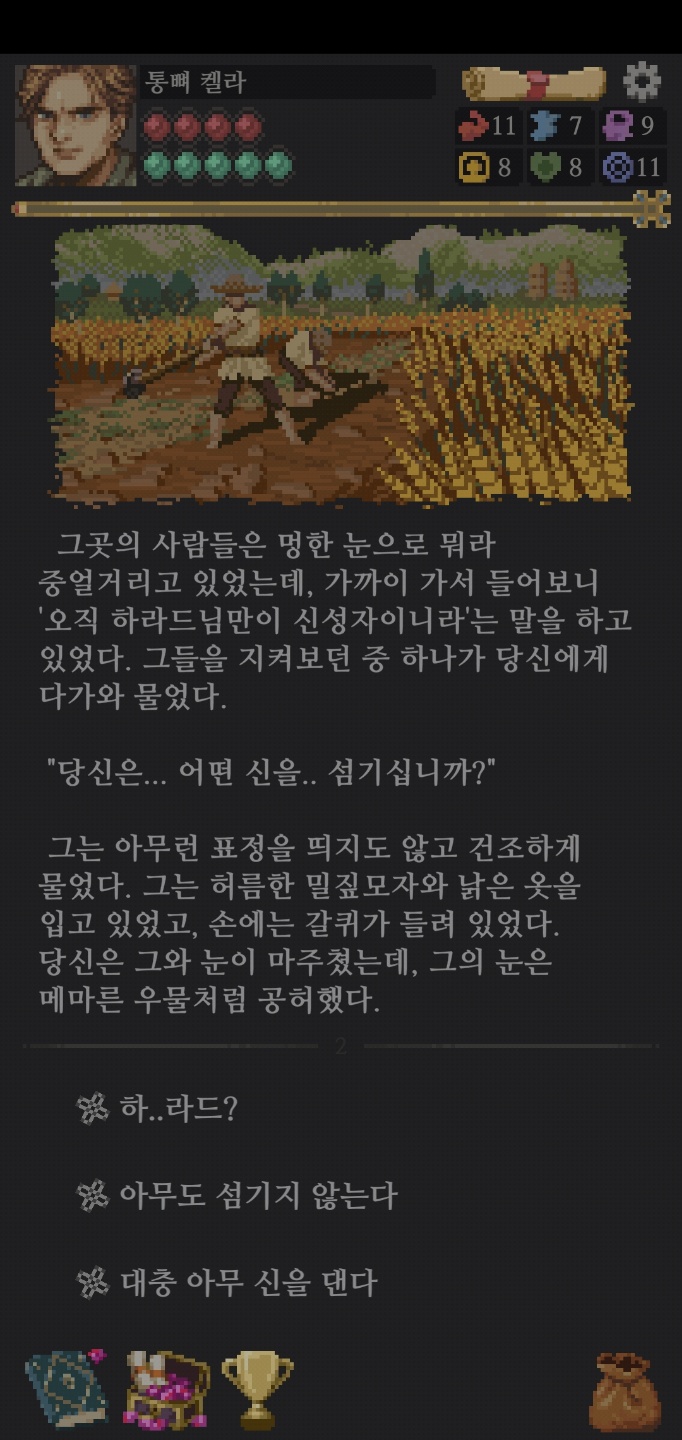 통뼈 켈라
11 7 9
8 8 11
그곳의 사람들은 멍한 눈으로 뭐라
중얼거리고 있었는데, 가까이 가서 들어보니
'오직 하라드님만이 신성자이니라'는 말을 하고
있었다. 그들을 지켜보던 중 하나가 당신에게
다가와 물었다.
"당신은... 어떤 신을.. 섬기십니까?"
그는 아무런 표정을 띄지도 않고 건조하게
물었다. 그는 허름한 밀짚모자와 낡은 옷을
입고 있었고, 손에는 갈퀴가 들려 있었다.
당신은 그와 눈이 마주쳤는데, 그의 눈은
메마른 우물처럼 공허했다.
2
하..라드?
아무도 섬기지 않는다
대충 아무 신을 댄다